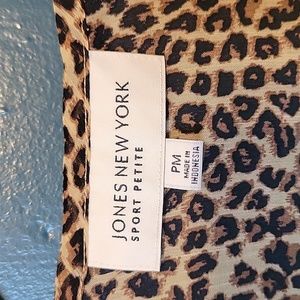 JONES NEW YORK
SPORT PETITE
PM
MADE IN
INDONESIA